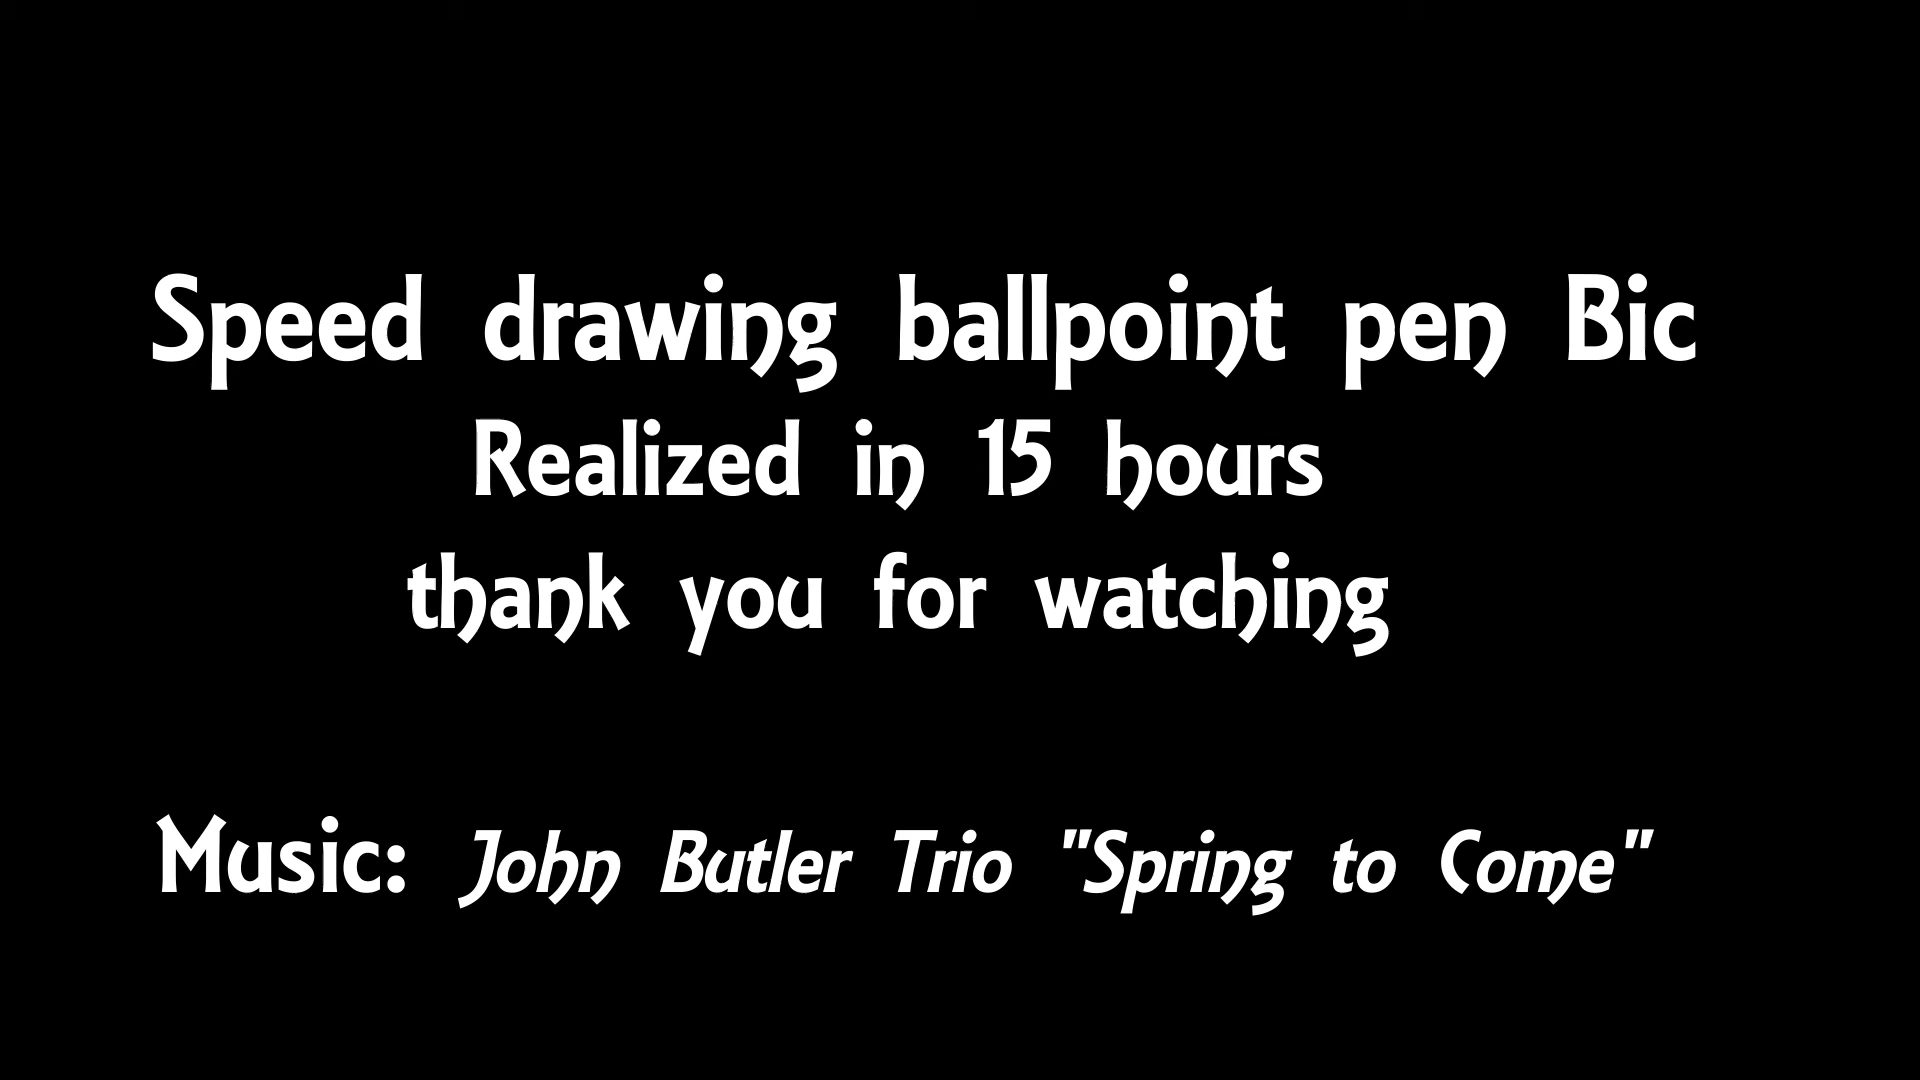 Speed drawing ballpoint pen Bic
Realized in 15 hours
thank you for watching
Music: John Butler Trio "Spring to Come"